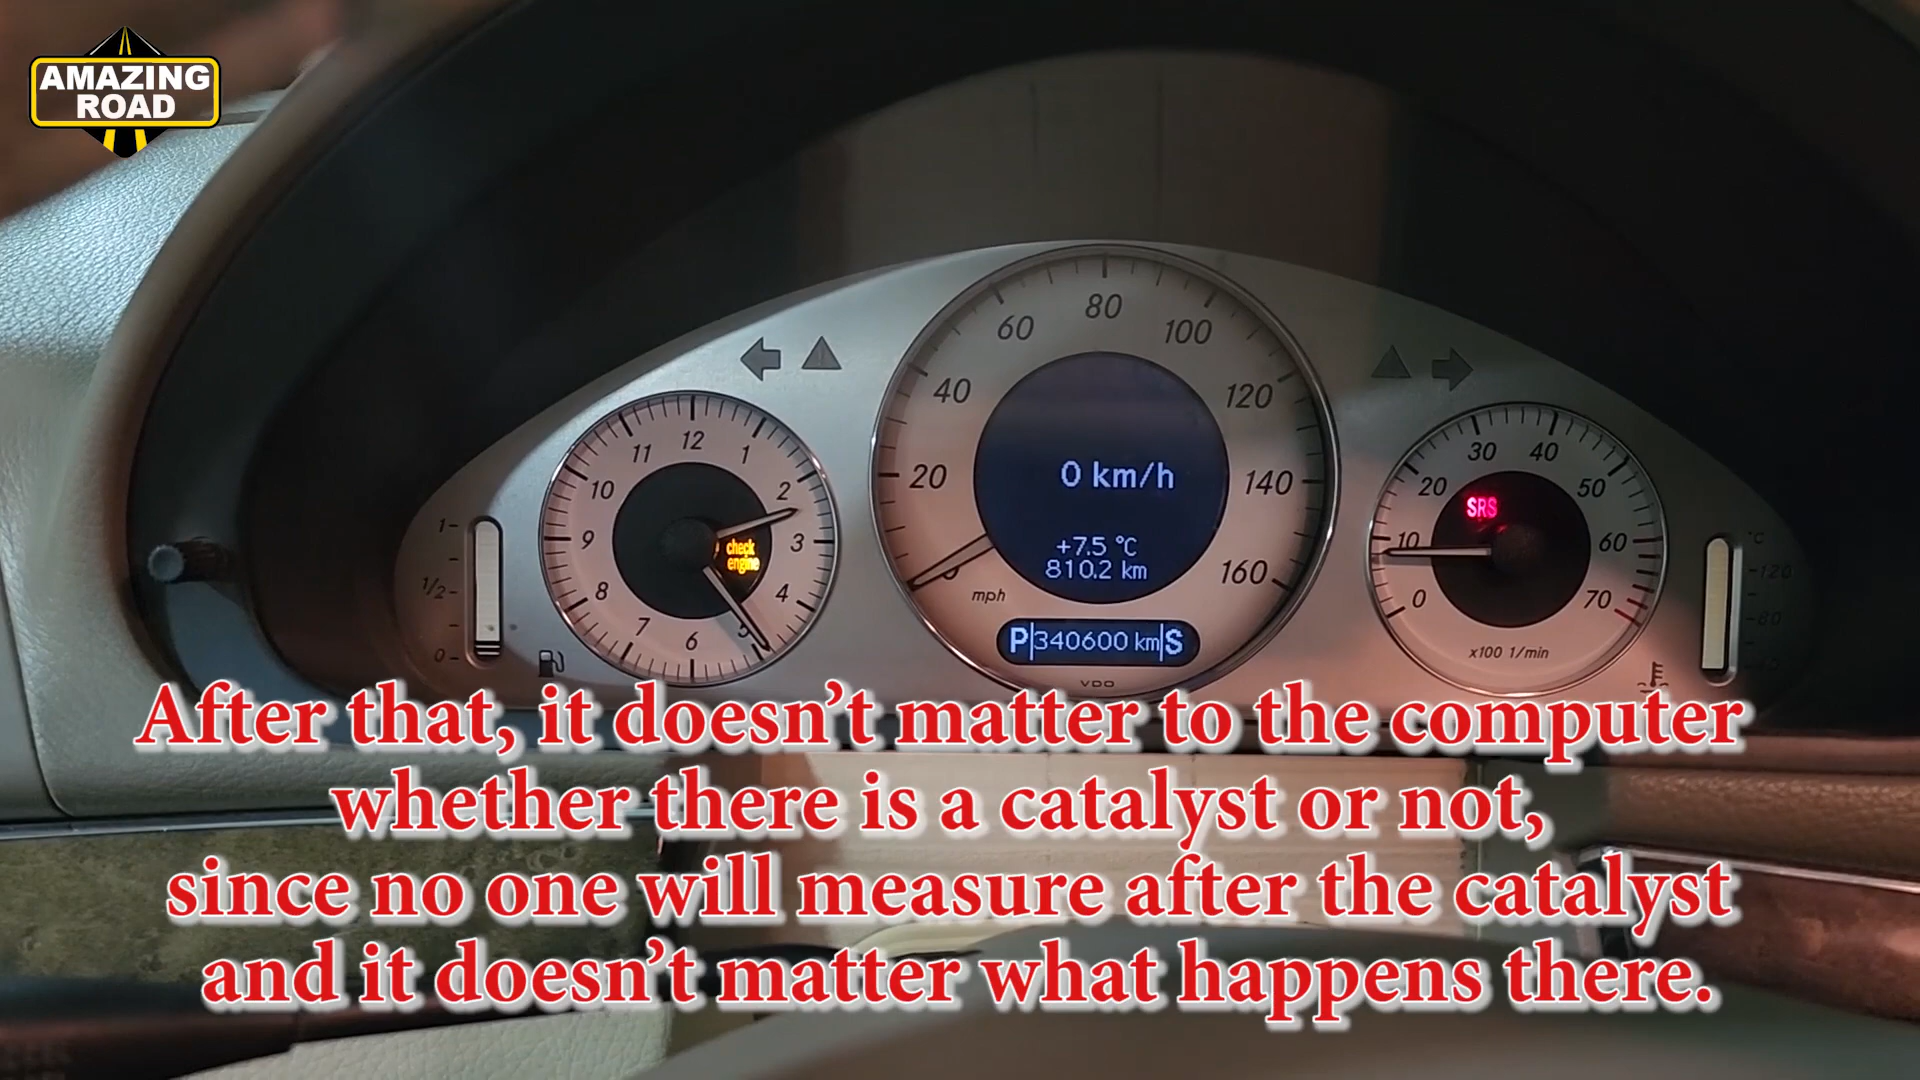 AMAZING
ROAD
80
60
100
40
120
20
140
160
mph
0 km/h
+7.5 °C
810.2 km
P 340600 km S
VDO
12
11
1
10
2
9
3
8
4
7
5
6
check
engine
1
1/2
0
30
40
20
50
10
60
0
70
SRS
x100 1/min
°C
120
80
After that, it doesn’t matter to the computer
whether there is a catalyst or not,
since no one will measure after the catalyst
and it doesn’t matter what happens there.